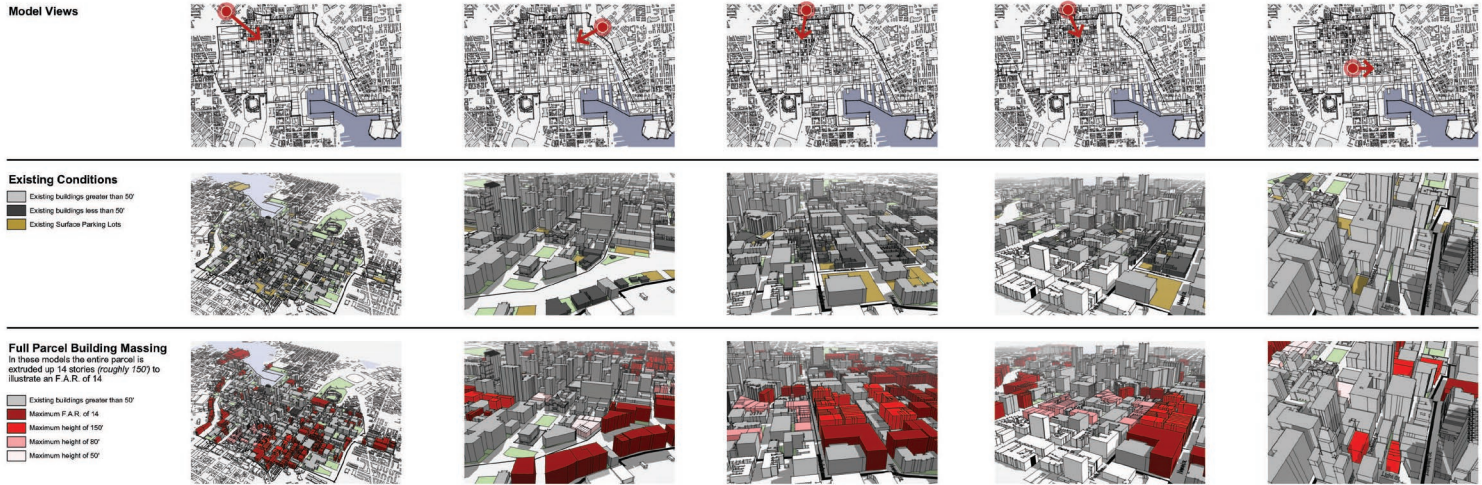 Model Views
Existing Conditions
Existing buildings greater than 50'
Existing buildings less than 50'
Existing Surface Parking Lots
Full Parcel Building Massing
In these models the entire parcel is
extruded up 14 stories (roughly 150') to
illustrate an F.A.R. of 14
Existing buildings greater than 50'
Maximum F.A.R. of 14
Maximum height of 150'
Maximum height of 80'
Maximum height of 50'